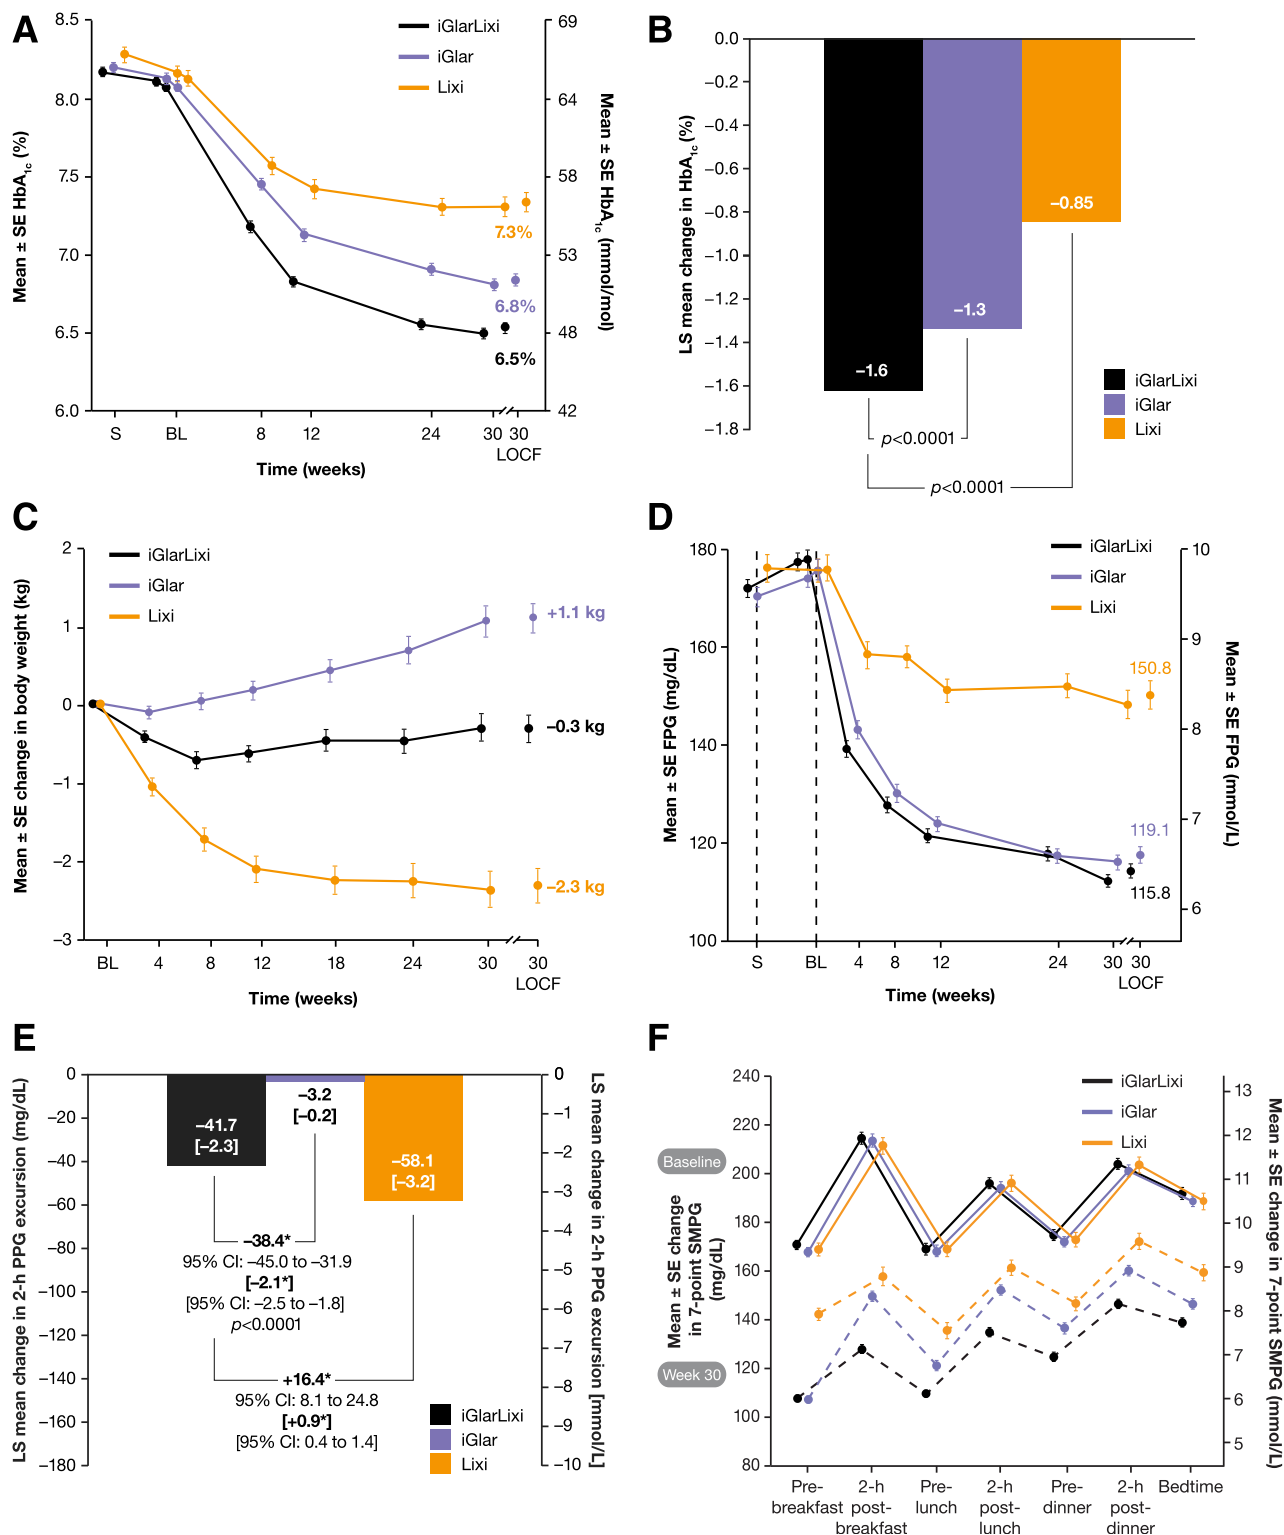 A
8.5
8.0
7.5
7.0
6.5
6.0
Mean ± SE HbA1c (%)
69
64
58
53
48
42
Mean ± SE HbA1c (mmol/mol)
iGlarLixi
iGlar
Lixi
7.3%
6.8%
6.5%
S BL 8 12 24 30 30
LOCF
Time (weeks)
B
0.0
–0.2
–0.4
–0.6
–0.8
–1.0
–1.2
–1.4
–1.6
–1.8
LS mean change in HbA1c (%)
–0.85
–1.3
–1.6
iGlarLixi
iGlar
Lixi
p<0.0001
p<0.0001
C
2
1
0
–1
–2
–3
Mean ± SE change in body weight (kg)
iGlarLixi
iGlar
Lixi
+1.1 kg
–0.3 kg
–2.3 kg
BL 4 8 12 18 24 30 30
LOCF
Time (weeks)
D
180
160
140
120
100
Mean ± SE FPG (mg/dL)
10
9
8
7
6
Mean ± SE FPG (mmol/L)
iGlarLixi
iGlar
Lixi
150.8
119.1
115.8
S BL 4 8 12 24 30 30
LOCF
Time (weeks)
E
0
–20
–40
–60
–80
–100
–120
–140
–160
–180
LS mean change in 2-h PPG excursion (mg/dL)
0
–1
–2
–3
–4
–5
–6
–7
–8
–9
–10
LS mean change in 2-h PPG excursion [mmol/L]
–41.7
[–2.3]
–3.2
[–0.2]
–58.1
[–3.2]
–38.4*
95% CI: –45.0 to –31.9
[–2.1*]
[95% CI: –2.5 to –1.8]
p<0.0001
+16.4*
95% CI: 8.1 to 24.8
[+0.9*]
[95% CI: 0.4 to 1.4]
iGlarLixi
iGlar
Lixi
F
240
220
200
180
160
140
120
100
80
Baseline
Mean ± SE change
in 7-point SMPG
(mg/dL)
Week 30
13
12
11
10
9
8
7
6
5
Mean ± SE change in 7-point SMPG (mmol/L)
iGlarLixi
iGlar
Lixi
Pre-
breakfast
2-h
post-
breakfast
Pre-
lunch
2-h
post-
lunch
Pre-
dinner
2-h
post-
dinner
Bedtime